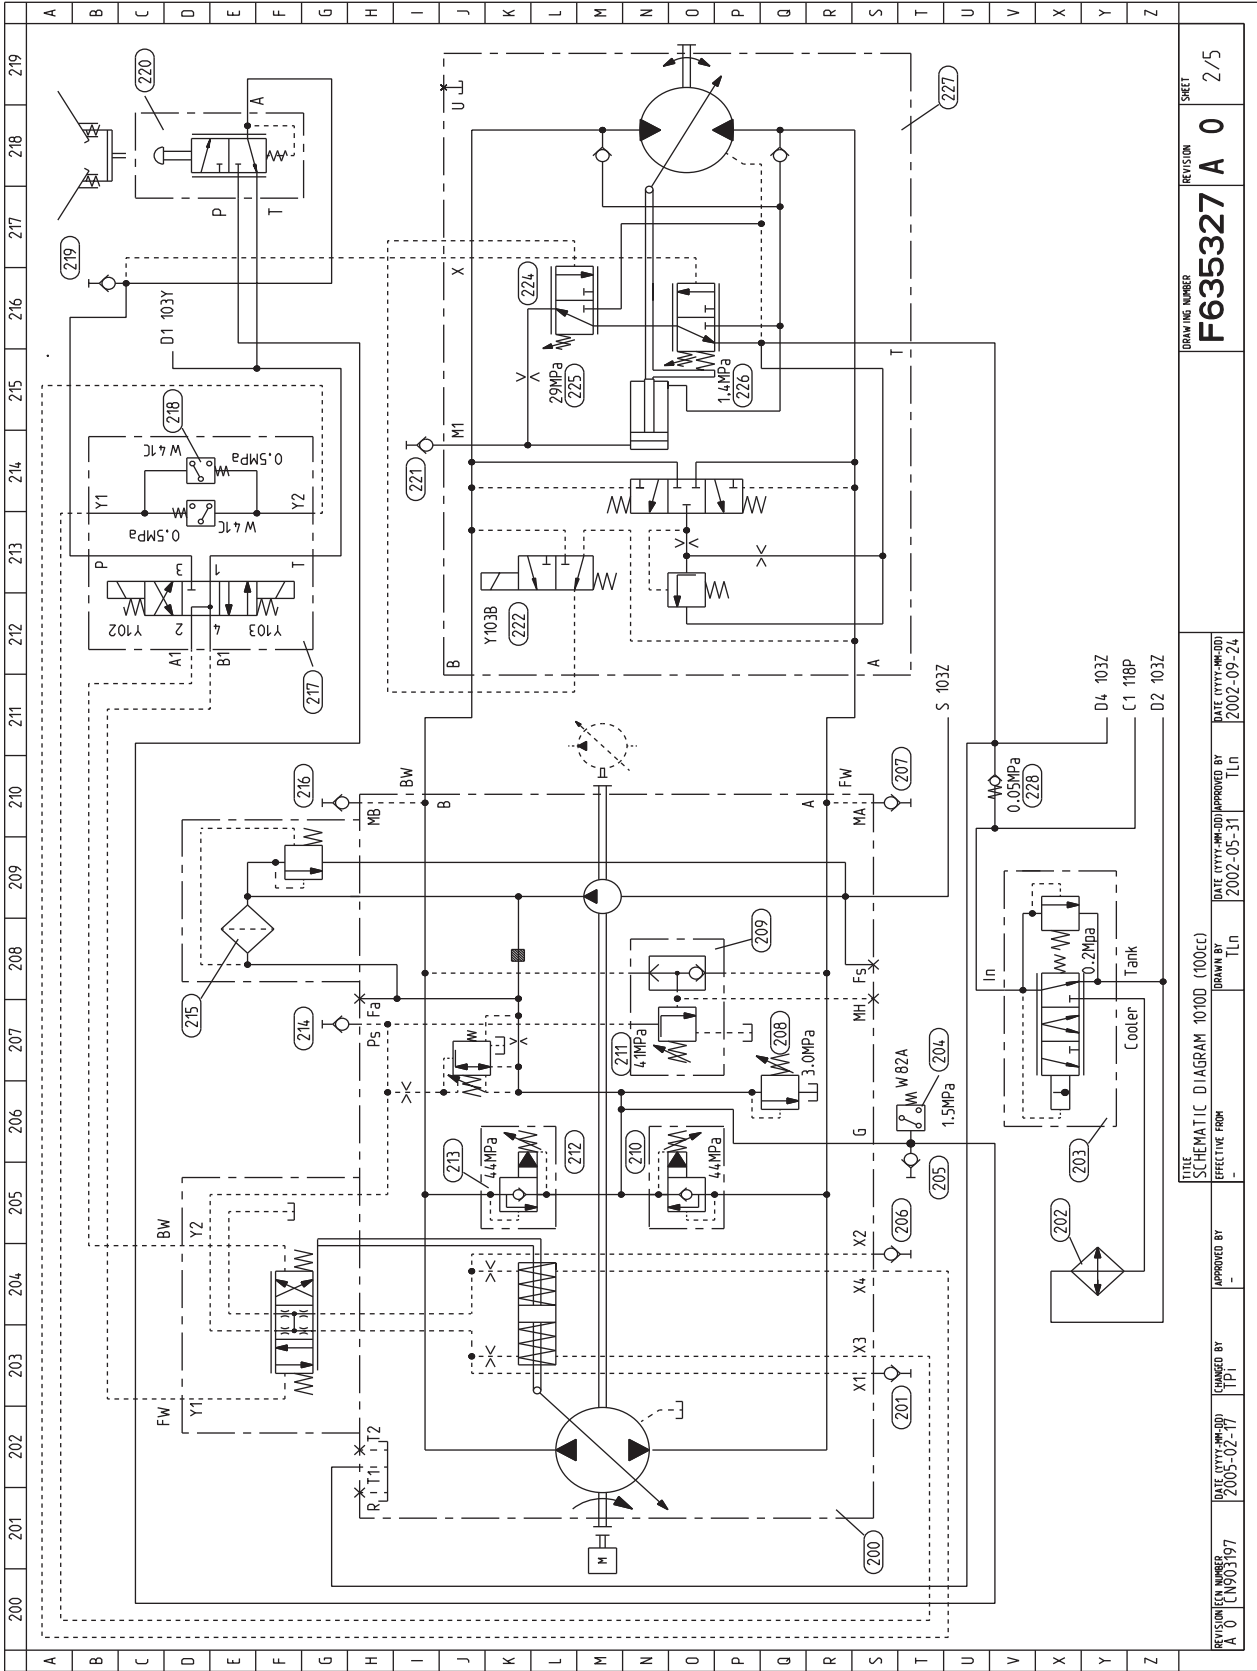 A B C D E F G H I J K L M N O P Q R S T U V X Y Z
200 201 202 203 204 205 206 207 208 209 210 211 212 213 214 215 216 217 218 219
220
A
P
T
219
D1 103Y
218
W41C
0.5MPa
Y1
Y2
0.5MPa
W41C
P
T
3
1
2
4
Y102
Y103
A1
B1
217
U
227
X
224
29MPa
225
1.4MPa
226
T
M1
221
Y103B
222
B
A
S 103Z
D4 103Z
C1 118P
D2 103Z
216
BW
MB
B
FW
A
MA
207
0.05MPa
228
215
Fa
214
Ps
209
211
41MPa
208
3.0MPa
Fs
MH
In
0.2Mpa
Tank
Cooler
203
202
W82A
204
1.5MPa
G
205
206
213
44MPa
212
210
44MPa
BW
Y2
FW
Y1
X2
X4
X3
X1
201
R T1 T2
M
200
DRAWING NUMBER
F635327
REVISION
A 0
SHEET
2/5
TITLE
SCHEMATIC DIAGRAM 1010D (100cc)
EFFECTIVE FROM
-
REVISION
A 0
ECN NUMBER
CN903197
DATE (YYYY-MM-DD)
2005-02-17
CHANGED BY
TPi
APPROVED BY
-
DRAWN BY
TLn
DATE (YYYY-MM-DD)
2002-05-31
APPROVED BY
TLn
DATE (YYYY-MM-DD)
2002-09-24
A B C D E F G H I J K L M N O P Q R S T U V X Y Z